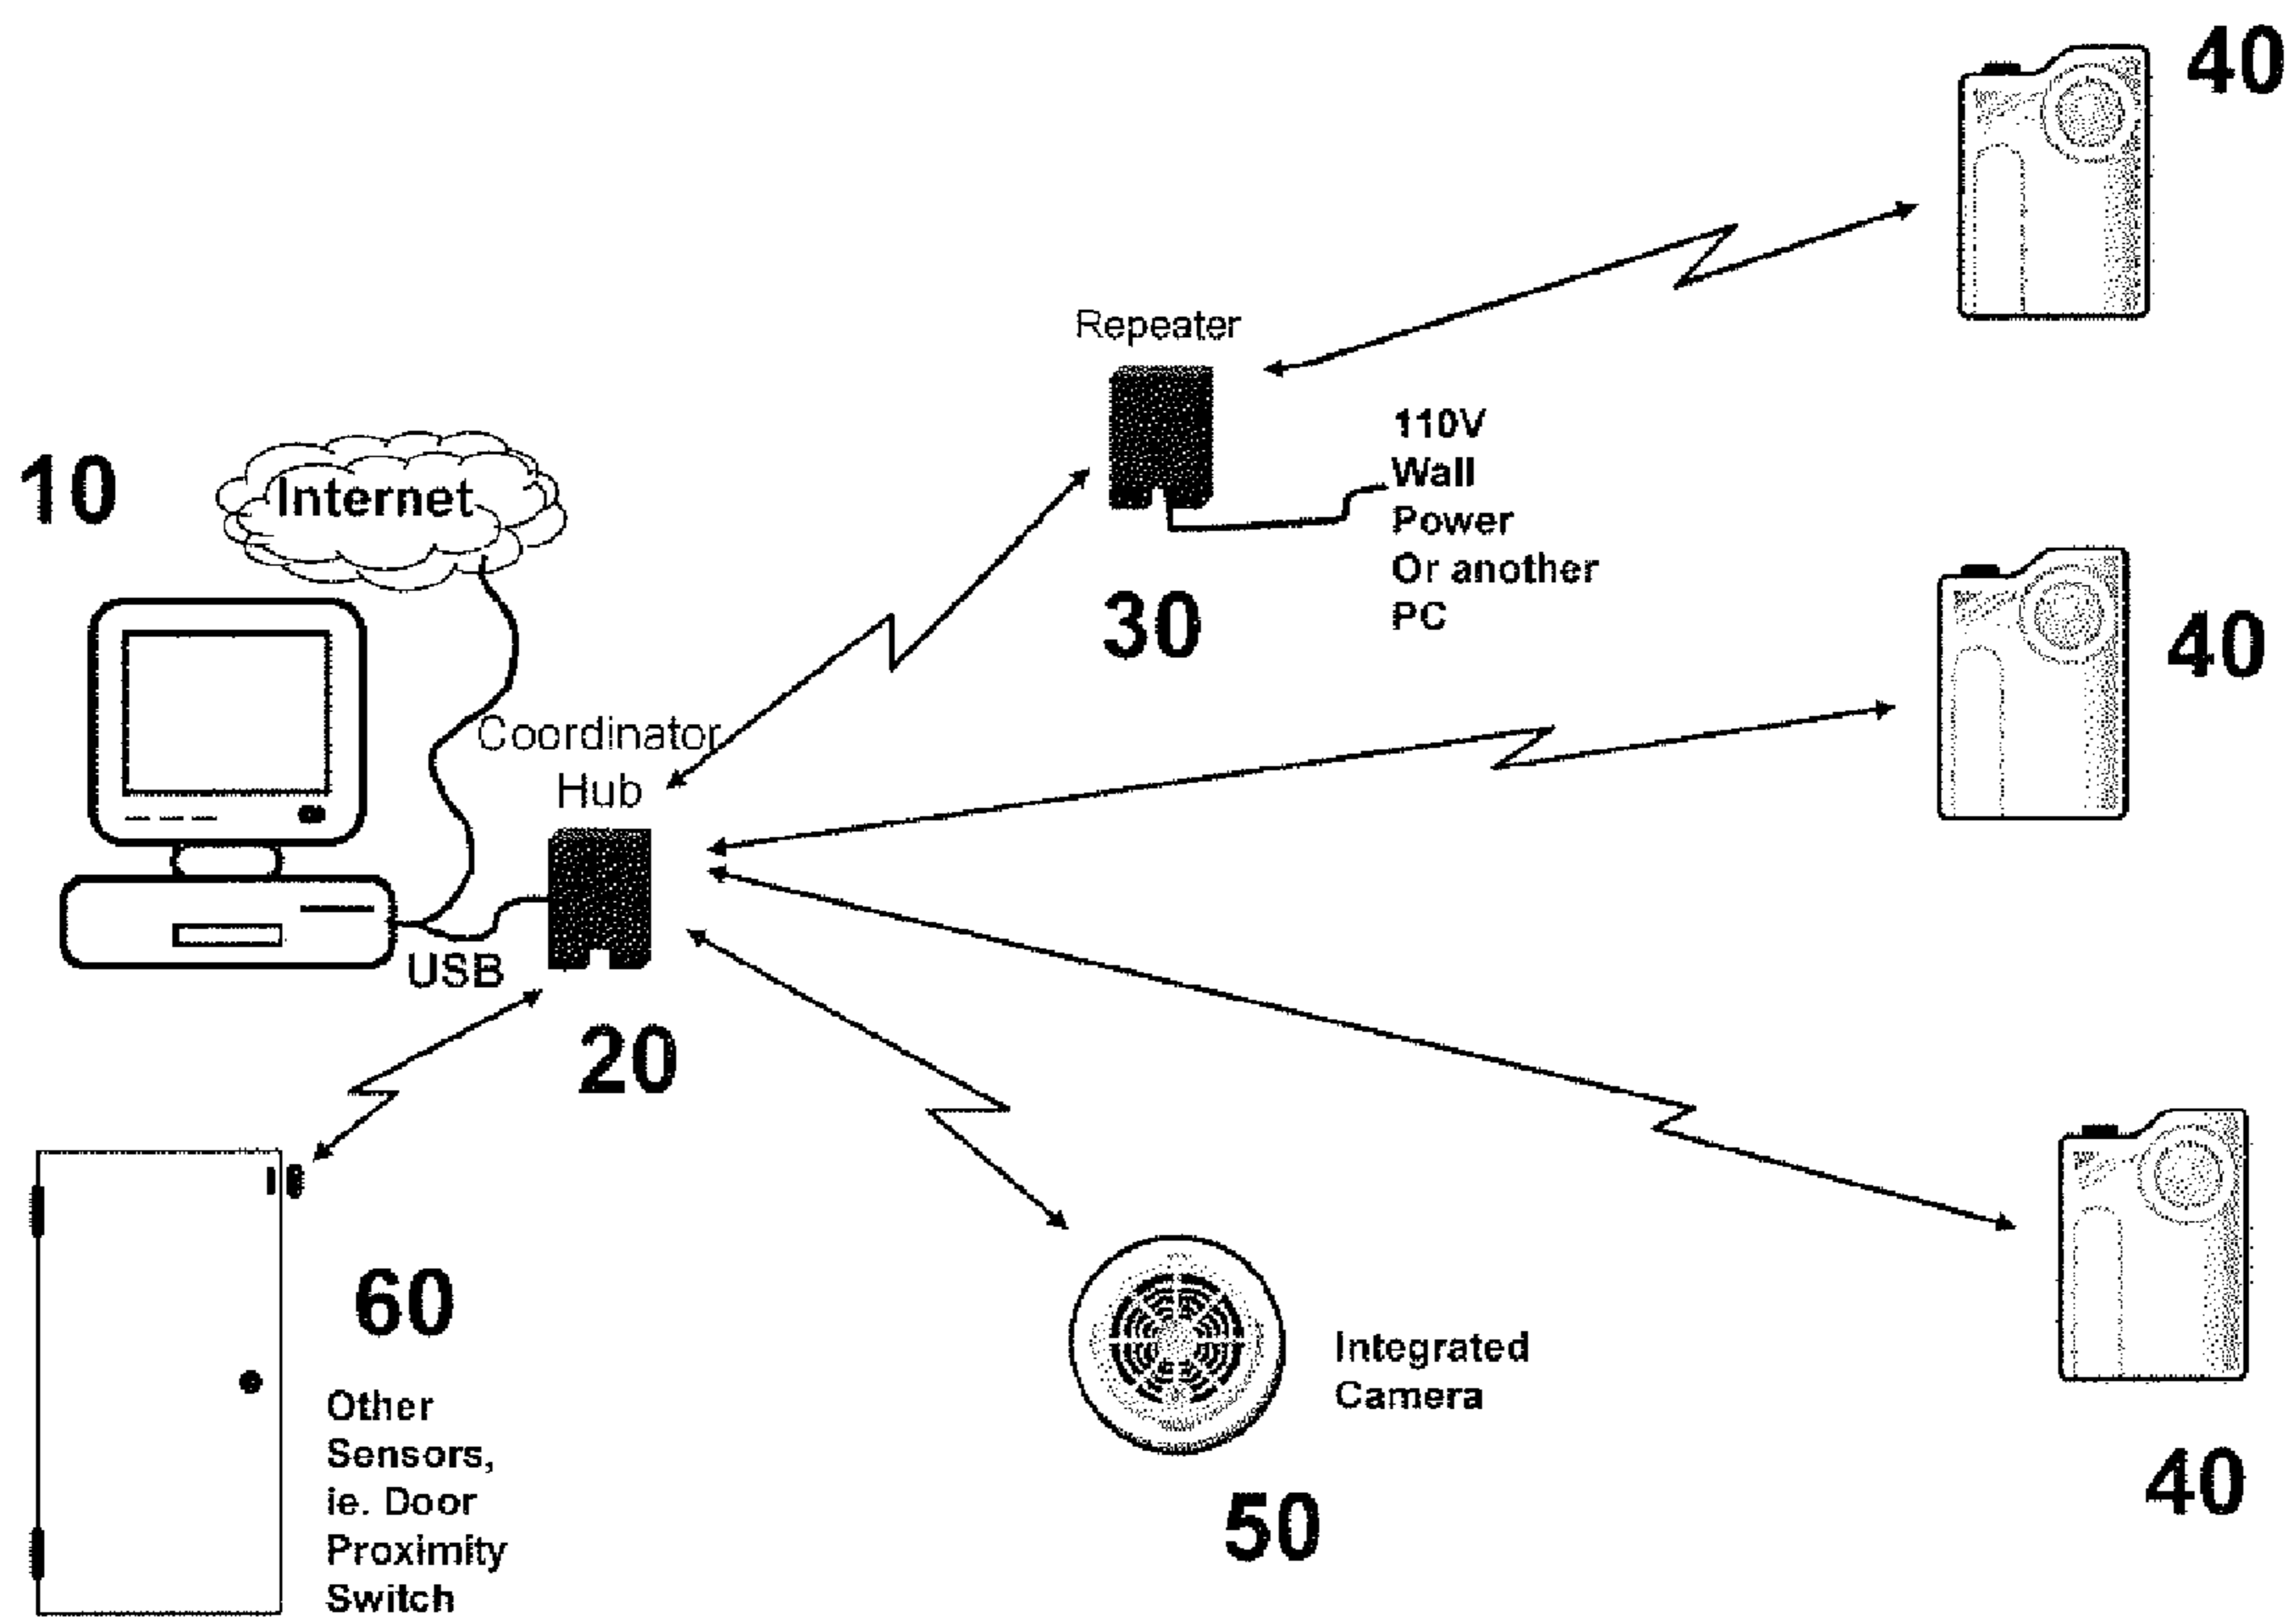 40
Repeater
110V
Wall
Power
Or another
PC
10
Internet
30
40
Coordinator
Hub
USB
20
60
Other
Sensors,
ie. Door
Proximity
Switch
Integrated
Camera
50
40